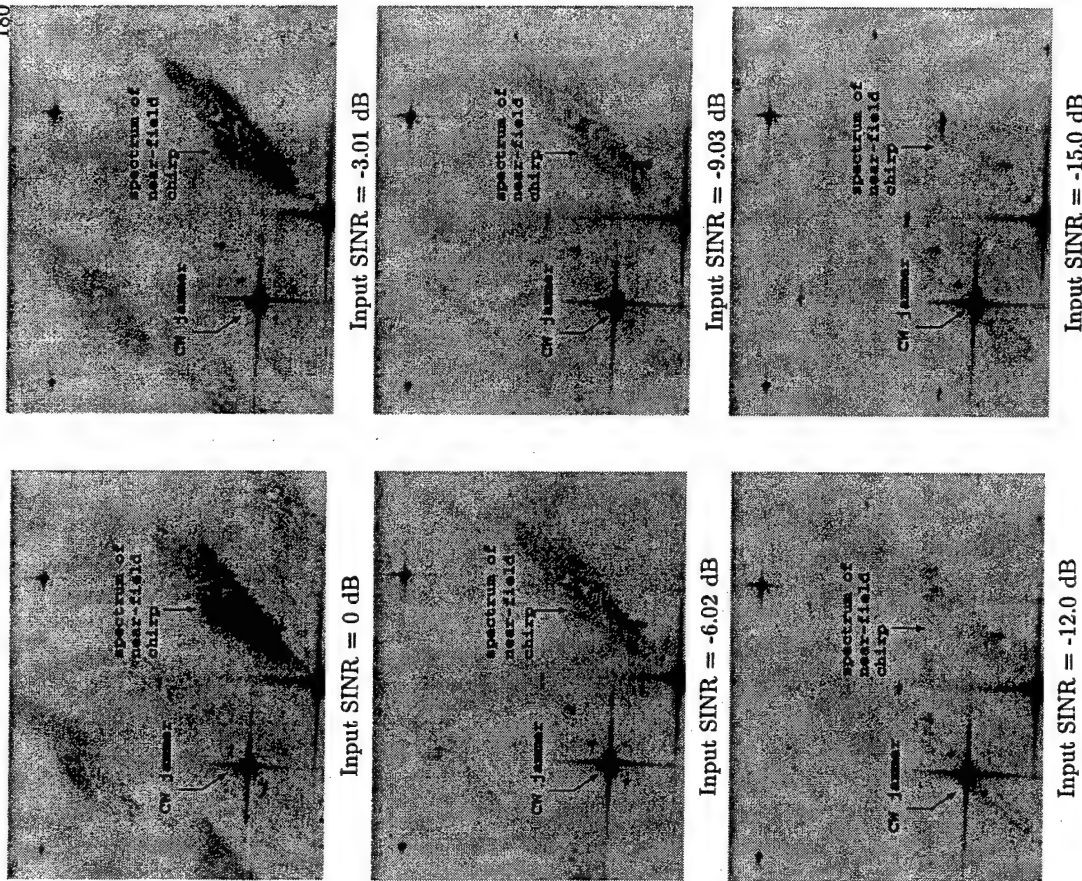 180
spectrum of
near-field
chirp
CW jammer
Input SINR = 0 dB
spectrum of
near-field
chirp
CW jammer
Input SINR = -3.01 dB
spectrum of
near-field
chirp
CW jammer
Input SINR = -6.02 dB
spectrum of
near-field
chirp
CW jammer
Input SINR = -9.03 dB
spectrum of
near-field
chirp
CW jammer
Input SINR = -12.0 dB
spectrum of
near-field
chirp
CW jammer
Input SINR = -15.0 dB